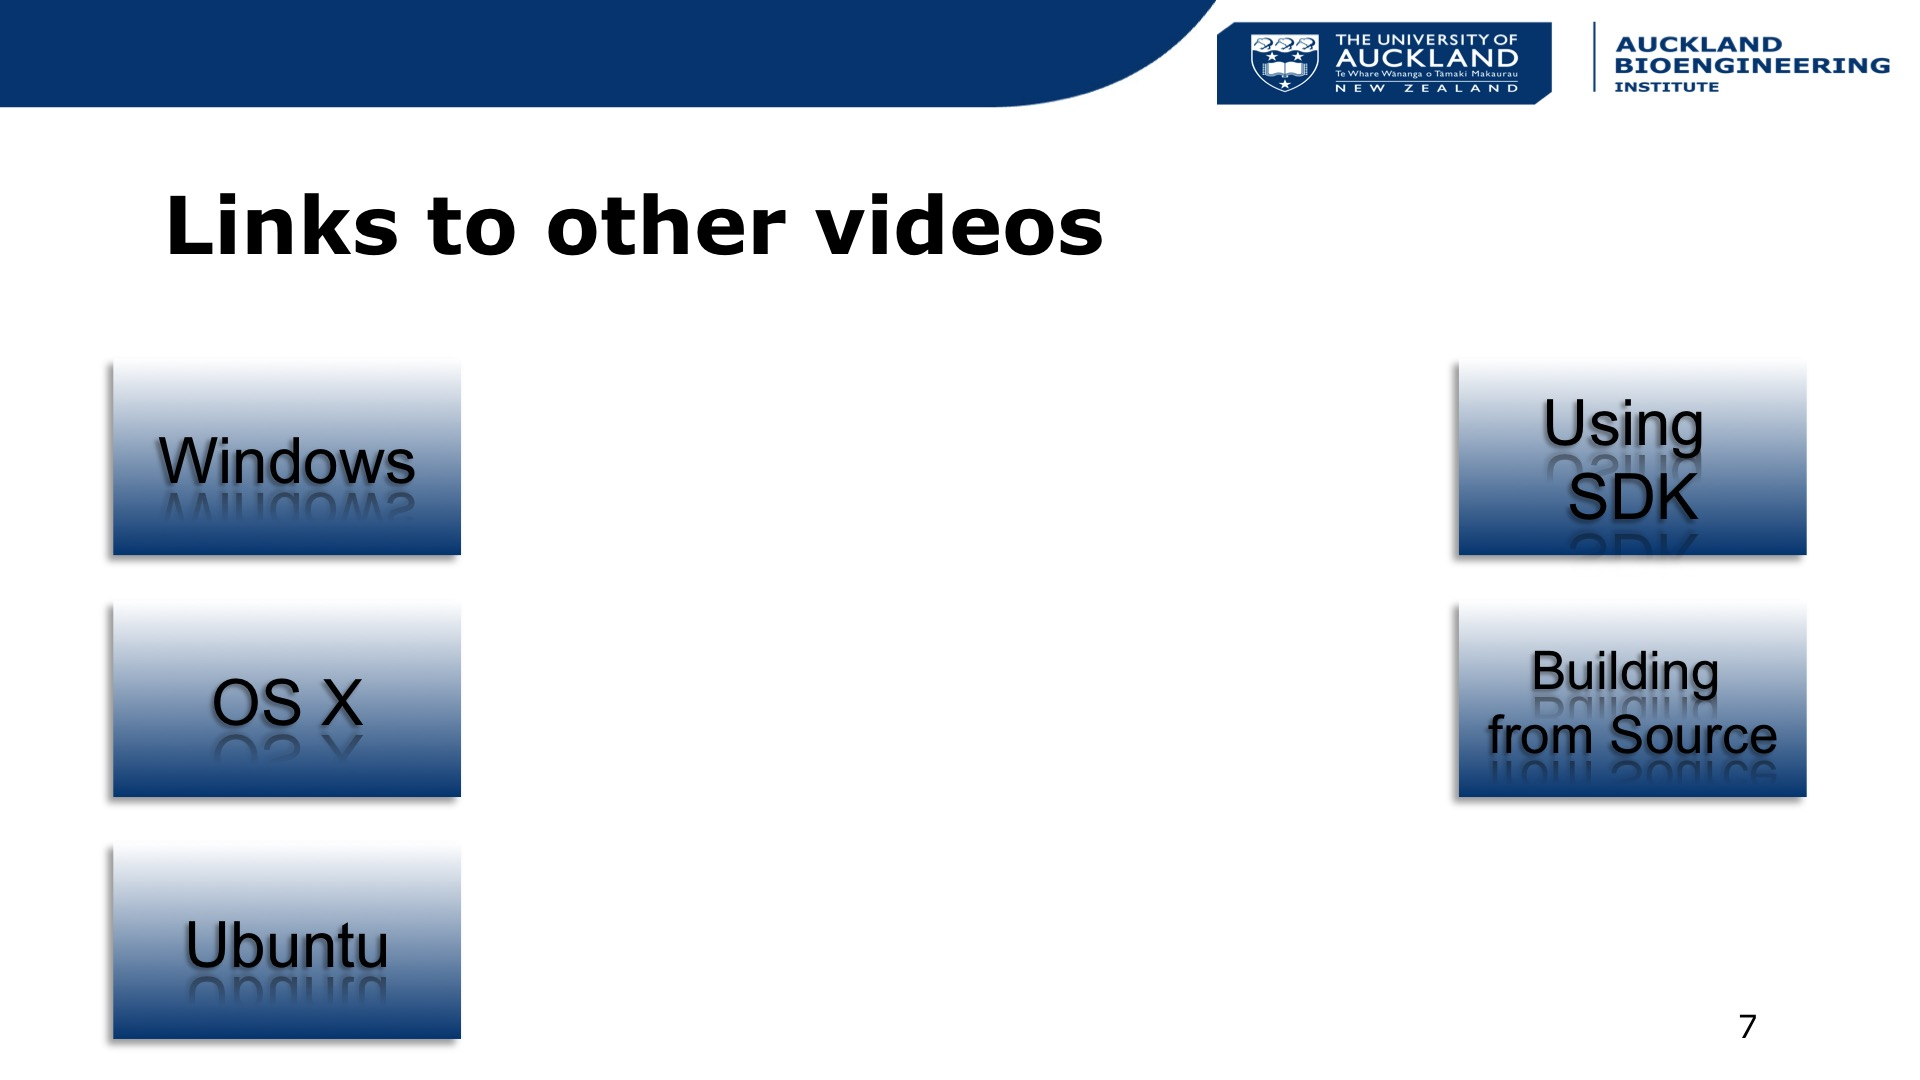 THE UNIVERSITY OF
AUCKLAND
Te Whare Wānanga o Tāmaki Makaurau
NEW ZEALAND
AUCKLAND
BIOENGINEERING
INSTITUTE
Links to other videos
Windows
OS X
Ubuntu
Using
SDK
Building
from Source
7